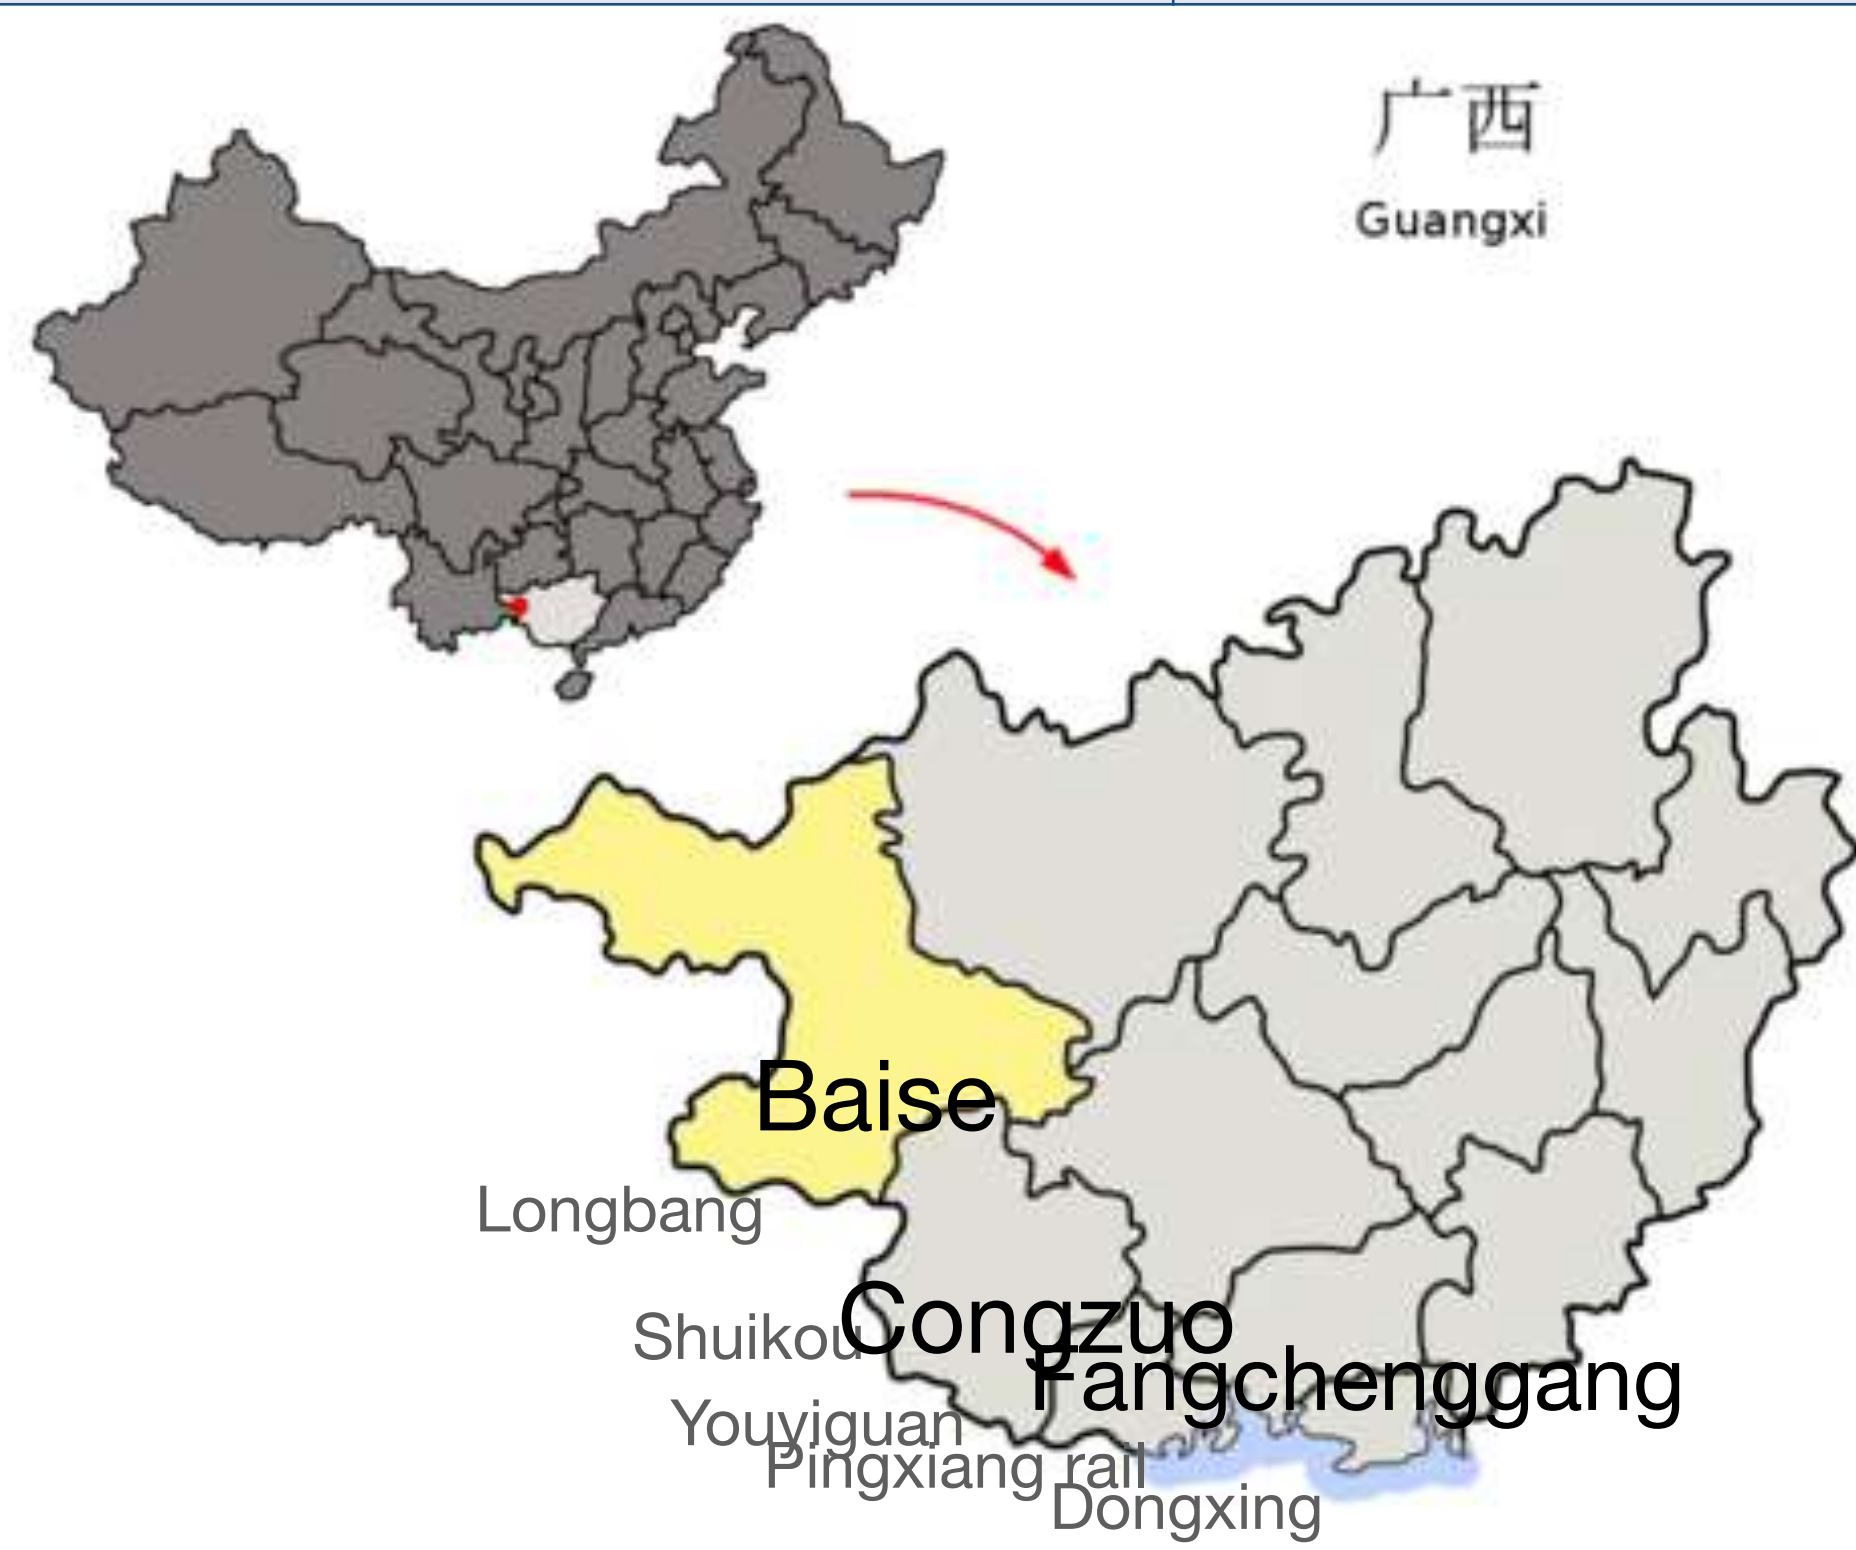 广西
Guangxi
Baise
Longbang
Congzuo
Shuikou
Fangchenggang
Youyiguan
Pingxiang rail
Dongxing